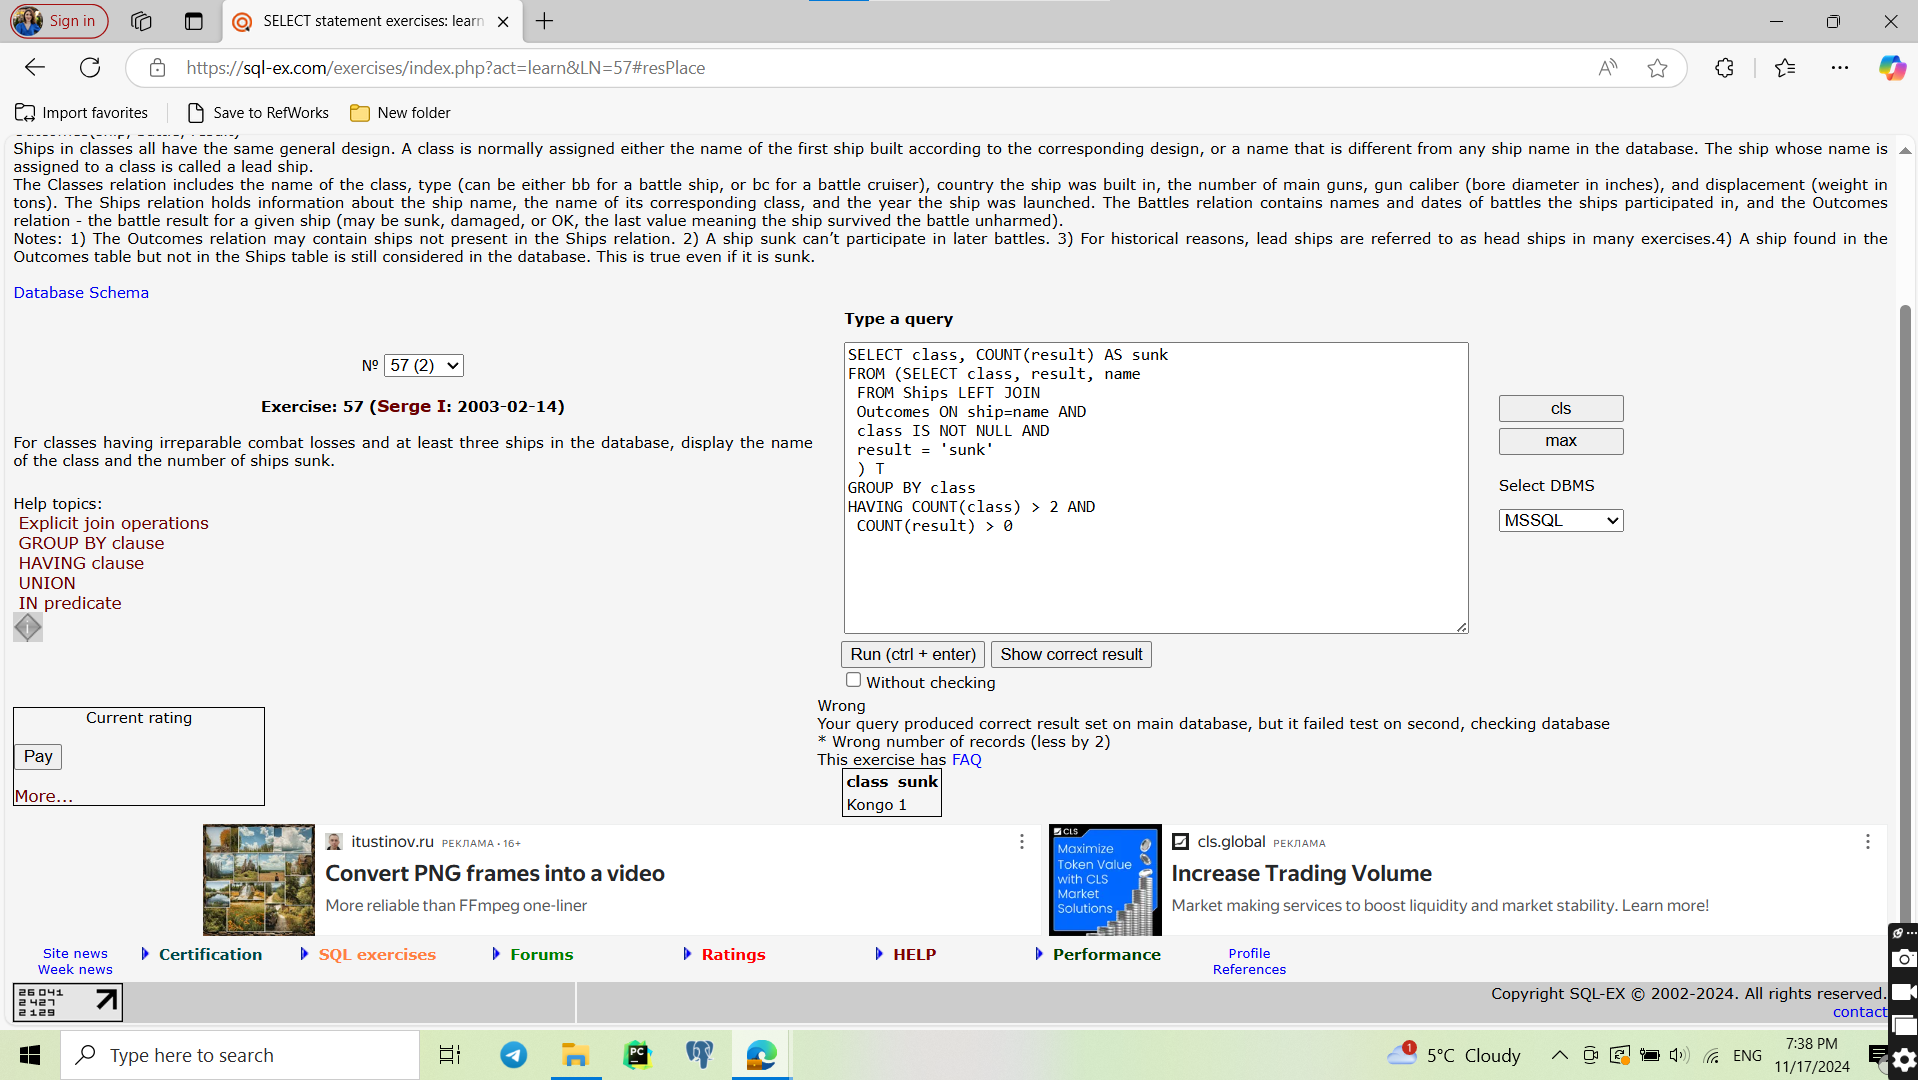 Sign in
SELECT statement exercises: learn
https://sql-ex.com/exercises/index.php?act=learn&LN=57#resPlace
Import favorites
Save to RefWorks
New folder
Ships in classes all have the same general design. A class is normally assigned either the name of the first ship built according to the corresponding design, or a name that is different from any ship name in the database. The ship whose name is
assigned to a class is called a lead ship.
The Classes relation includes the name of the class, type (can be either bb for a battle ship, or bc for a battle cruiser), country the ship was built in, the number of main guns, gun caliber (bore diameter in inches), and displacement (weight in
tons). The Ships relation holds information about the ship name, the name of its corresponding class, and the year the ship was launched. The Battles relation contains names and dates of battles the ships participated in, and the Outcomes
relation - the battle result for a given ship (may be sunk, damaged, or OK, the last value meaning the ship survived the battle unharmed).
Notes: 1) The Outcomes relation may contain ships not present in the Ships relation. 2) A ship sunk can't participate in later battles. 3) For historical reasons, lead ships are referred to as head ships in many exercises.4) A ship found in the
Outcomes table but not in the Ships table is still considered in the database. This is true even if it is sunk.
Database Schema
Type a query
Nº 57 (2)
Exercise: 57 (Serge I: 2003-02-14)
For classes having irreparable combat losses and at least three ships in the database, display the name
of the class and the number of ships sunk.
Help topics:
Explicit join operations
GROUP BY clause
HAVING clause
UNION
IN predicate
SELECT class, COUNT(result) AS sunk
FROM (SELECT class, result, name
FROM Ships LEFT JOIN
Outcomes ON ship=name AND
class IS NOT NULL AND
result = 'sunk'
) T
GROUP BY class
HAVING COUNT(class) > 2 AND
COUNT(result) > 0
cls
max
Select DBMS
MSSQL
Run (ctrl + enter)
Show correct result
Without checking
Current rating
Pay
More...
Wrong
Your query produced correct result set on main database, but it failed test on second, checking database
* Wrong number of records (less by 2)
This exercise has FAQ
class sunk
Kongo 1
itustinov.ru РЕКЛАМА • 16+
Convert PNG frames into a video
More reliable than FFmpeg one-liner
CLS
Maximize
Token Value
with CLS
Market
Solutions
cls.global РЕКЛАМА
Increase Trading Volume
Market making services to boost liquidity and market stability. Learn more!
Site news
Week news
Certification
SQL exercises
Forums
Ratings
HELP
Performance
Profile
References
26 041
2 427
2 129
Copyright SQL-EX © 2002-2024. All rights reserved.
contact
Type here to search
PC
1
5°C Cloudy
ENG
7:38 PM
11/17/2024